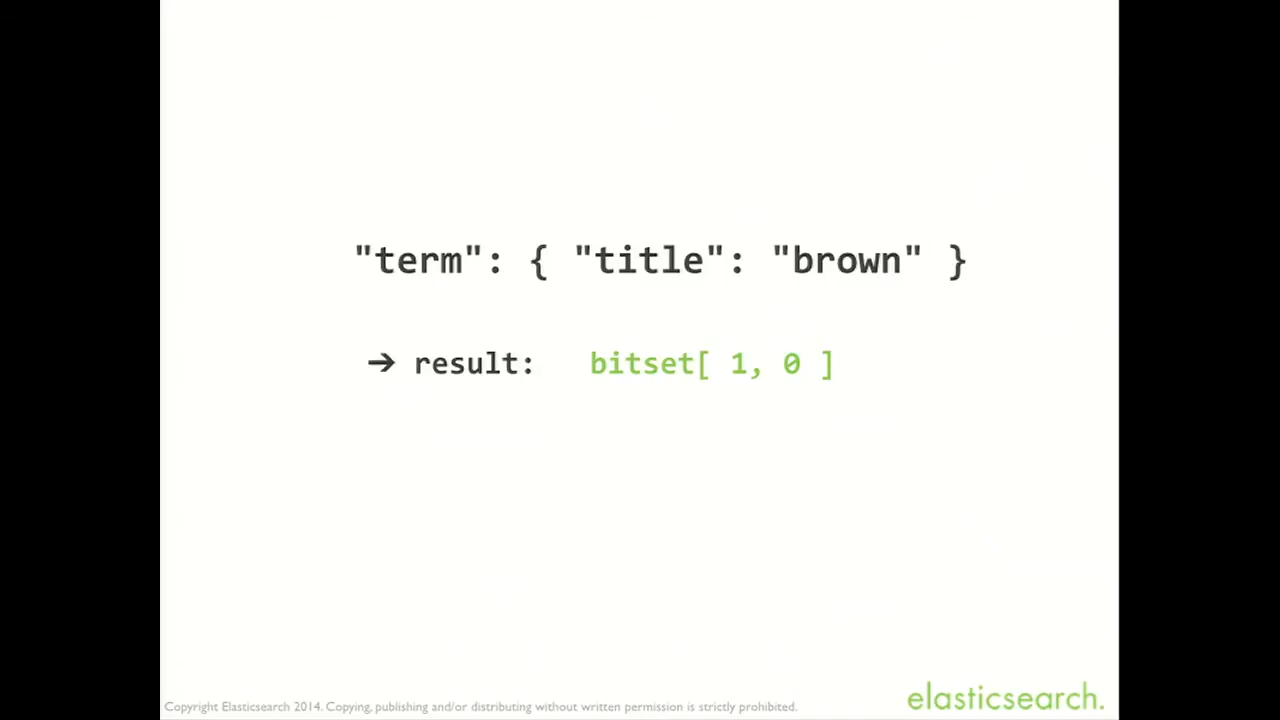 "term": { "title": "brown" }
➔ result: bitset[ 1, 0 ]
Copyright Elasticsearch 2014. Copying, publishing and/or distributing without written permission is strictly prohibited.
elasticsearch.